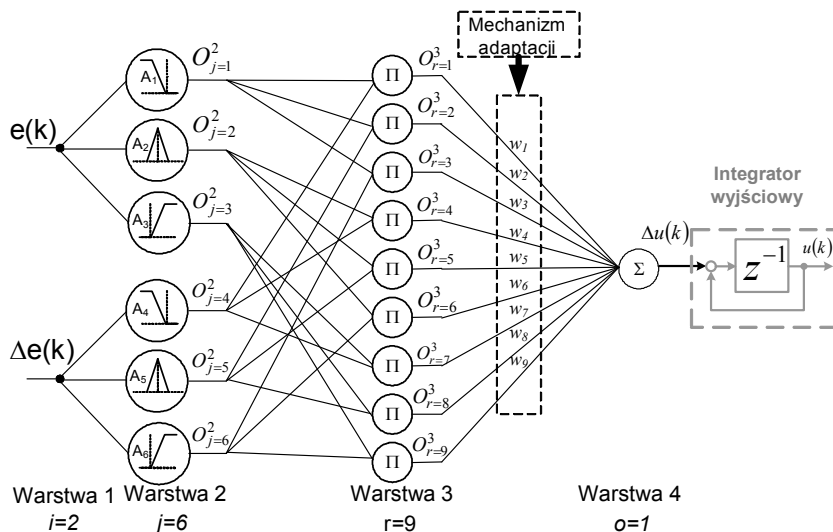 Mechanizm
adaptacji
e(k)
Δe(k)
A1
A2
A3
A4
A5
A6
O²j=1
O²j=2
O²j=3
O²j=4
O²j=5
O²j=6
Π
Π
Π
Π
Π
Π
Π
Π
Π
O³r=1
O³r=2
O³r=3
O³r=4
O³r=5
O³r=6
O³r=7
O³r=8
O³r=9
w1
w2
w3
w4
w5
w6
w7
w8
w9
Σ
Integrator
wyjściowy
Δu(k)
z⁻¹
u(k)
Warstwa 1
i=2
Warstwa 2
j=6
Warstwa 3
r=9
Warstwa 4
o=1